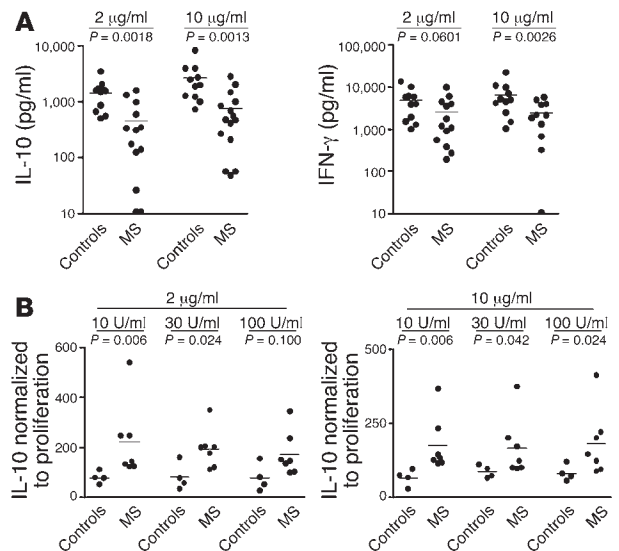 A
2 µg/ml
P = 0.0018
10 µg/ml
P = 0.0013
IL-10 (pg/ml)
10,000
1,000
100
10
Controls
MS
Controls
MS
2 µg/ml
P = 0.0601
10 µg/ml
P = 0.0026
IFN-γ (pg/ml)
100,000
10,000
1,000
100
10
Controls
MS
Controls
MS
B
2 µg/ml
10 U/ml
P = 0.006
30 U/ml
P = 0.024
100 U/ml
P = 0.100
IL-10 normalized
to proliferation
600
400
200
0
Controls
MS
Controls
MS
Controls
MS
10 µg/ml
10 U/ml
P = 0.006
30 U/ml
P = 0.042
100 U/ml
P = 0.024
IL-10 normalized
to proliferation
500
250
0
Controls
MS
Controls
MS
Controls
MS